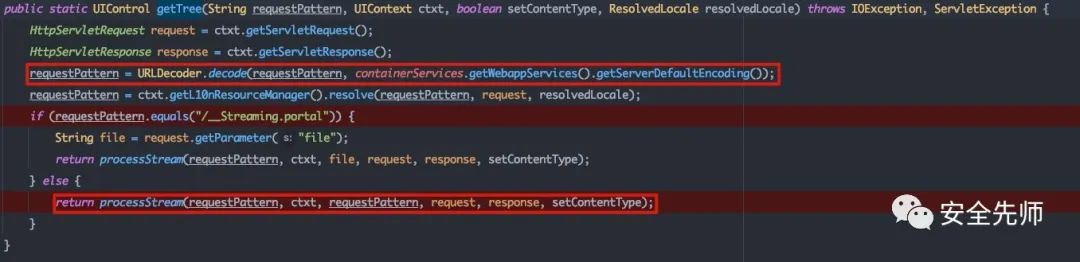 public static UIControl getTree(String requestPattern, UIContext ctxt, boolean setContentType, ResolvedLocale resolvedLocale) throws IOException, ServletException {
HttpServletRequest request = ctxt.getServletRequest();
HttpServletResponse response = ctxt.getServletResponse();
requestPattern = URLDecoder.decode(requestPattern, containerServices.getWebappServices().getServerDefaultEncoding());
requestPattern = ctxt.getL10nResourceManager().resolve(requestPattern, request, resolvedLocale);
if (requestPattern.equals("/__Streaming.portal")) {
String file = request.getParameter( s: "file");
return processStream(requestPattern, ctxt, file, request, response, setContentType);
} else {
return processStream(requestPattern, ctxt, requestPattern, request, response, setContentType);
}
}
安全先师